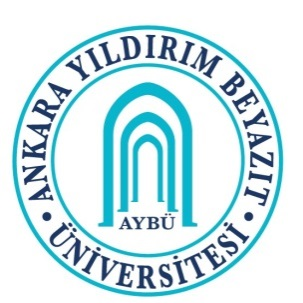 ANKARA YILDIRIM BEYAZIT
ÜNİVERSİTESİ
AYBÜ